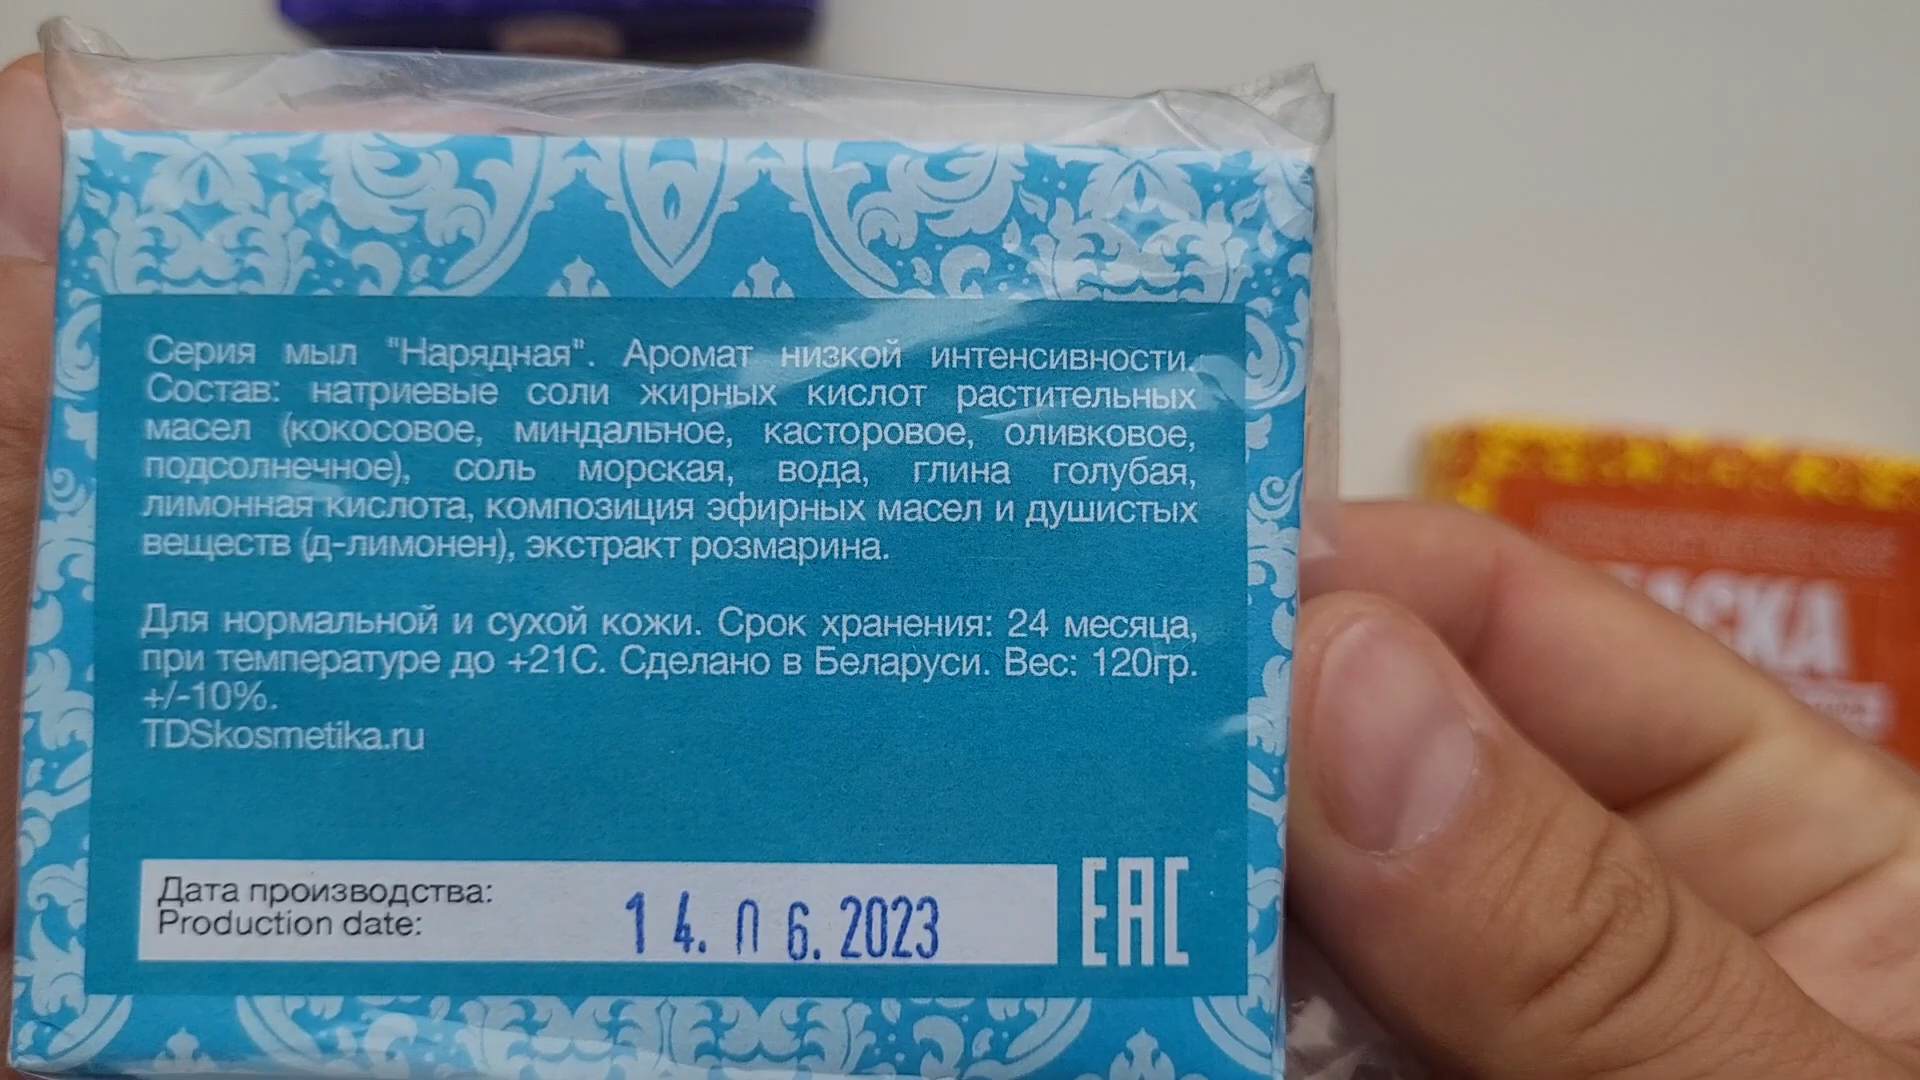 Серия мыл "Нарядная". Аромат низкой интенсивности.
Состав: натриевые соли жирных кислот растительных
масел (кокосовое, миндальное, касторовое, оливковое,
подсолнечное), соль морская, вода, глина голубая,
лимонная кислота, композиция эфирных масел и душистых
веществ (д-лимонен), экстракт розмарина.
Для нормальной и сухой кожи. Срок хранения: 24 месяца,
при температуре до +21С. Сделано в Беларуси. Вес: 120гр.
+/-10%.
TDSkosmetika.ru
Дата производства:
Production date:
14. 06. 2023
EAC